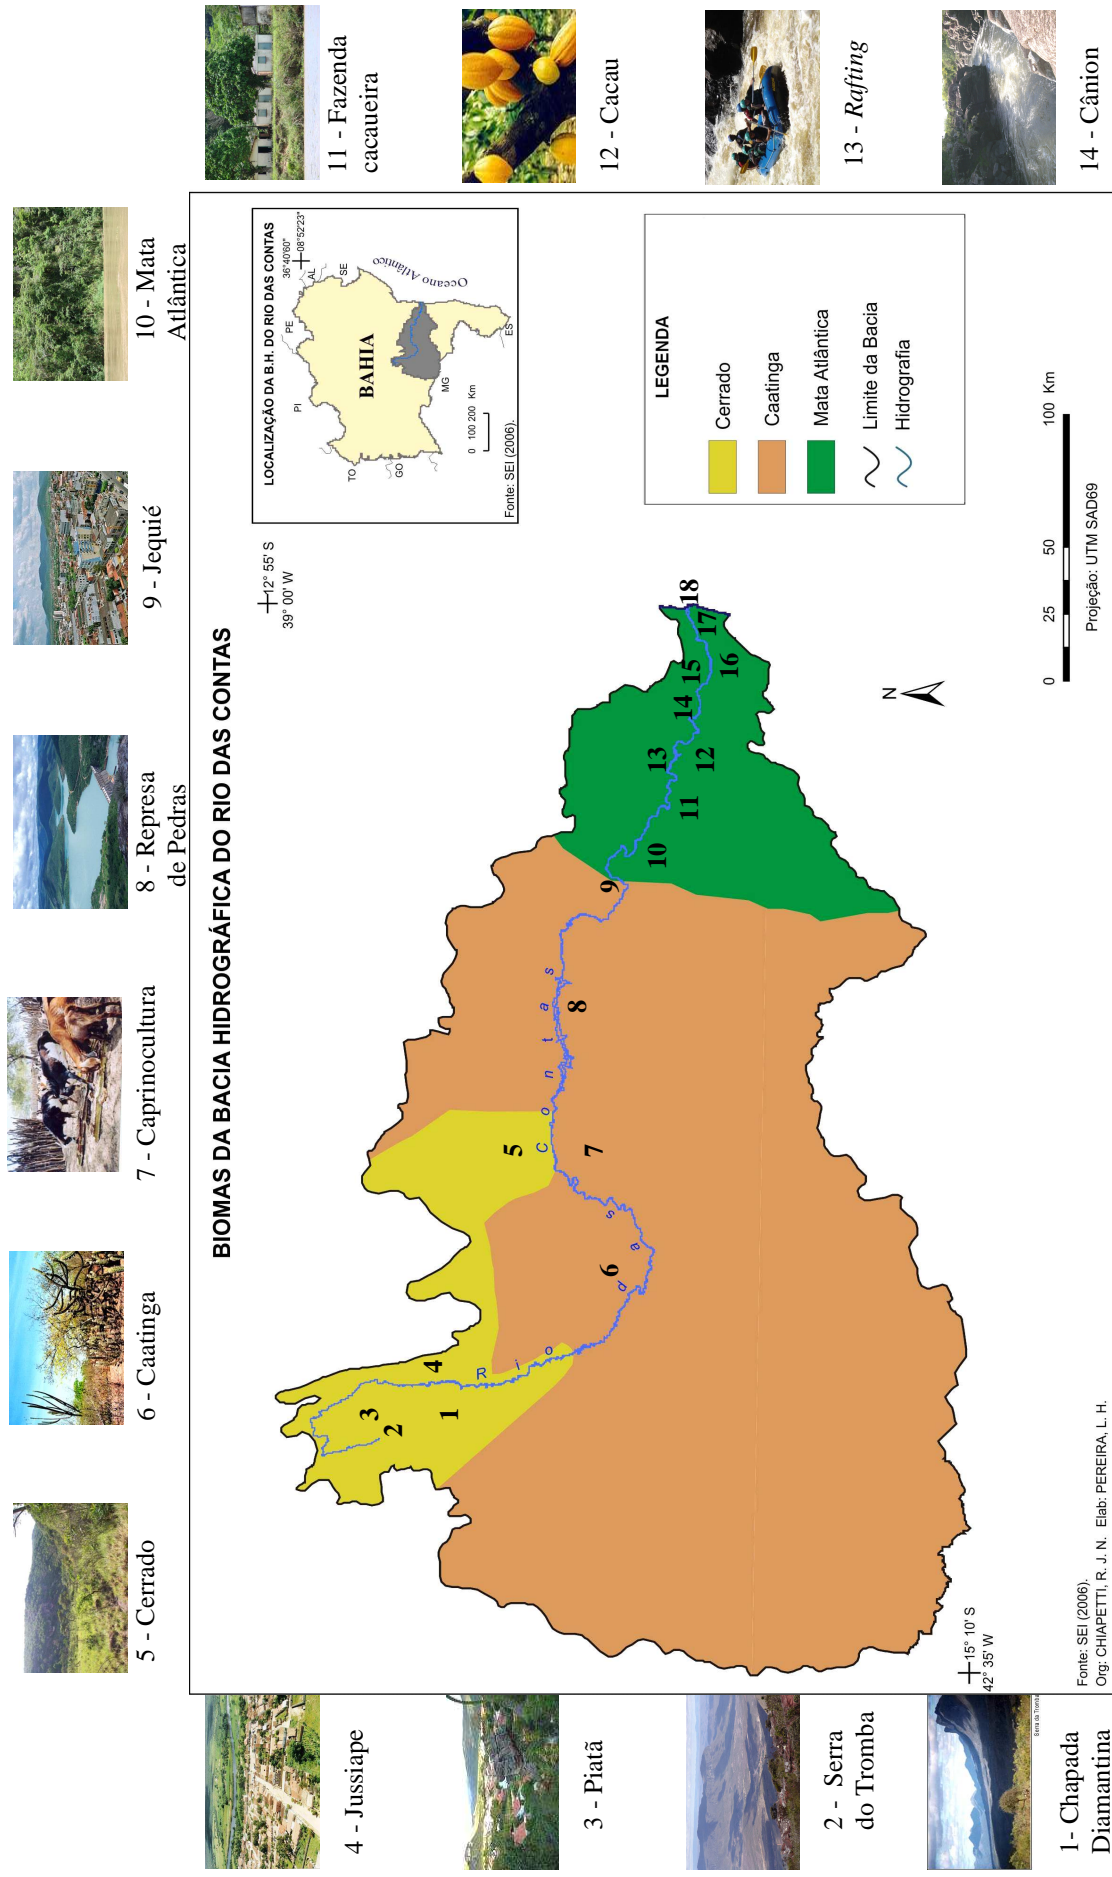 5 - Cerrado
6 - Caatinga
7 - Caprinocultura
8 - Represa
de Pedras
9 - Jequié
10 - Mata
Atlântica
4 - Jussiape
3 - Piatã
2 - Serra
do Tromba
Serra da Tromba
1- Chapada
Diamantina
BIOMAS DA BACIA HIDROGRÁFICA DO RIO DAS CONTAS
12° 55' S
39° 00' W
LOCALIZAÇÃO DA B.H. DO RIO DAS CONTAS
36°40'60"
08°52'23"
PI
PE
AL
SE
TO
GO
BAHIA
Oceano Atlântico
MG
ES
0 100 200 Km
Fonte: SEI (2006).
1
2
3
4
5
6
7
8
9
10
11
12
13
14
15
16
17
18
Rio das Contas
LEGENDA
Cerrado
Caatinga
Mata Atlântica
Limite da Bacia
Hidrografia
N
0 25 50 100 Km
Projeção: UTM SAD69
15° 10' S
42° 35' W
Fonte: SEI (2006).
Org: CHIAPETTI, R. J. N. Elab: PEREIRA, L. H.
11 - Fazenda
cacaueira
12 - Cacau
13 - Rafting
14 - Cânion